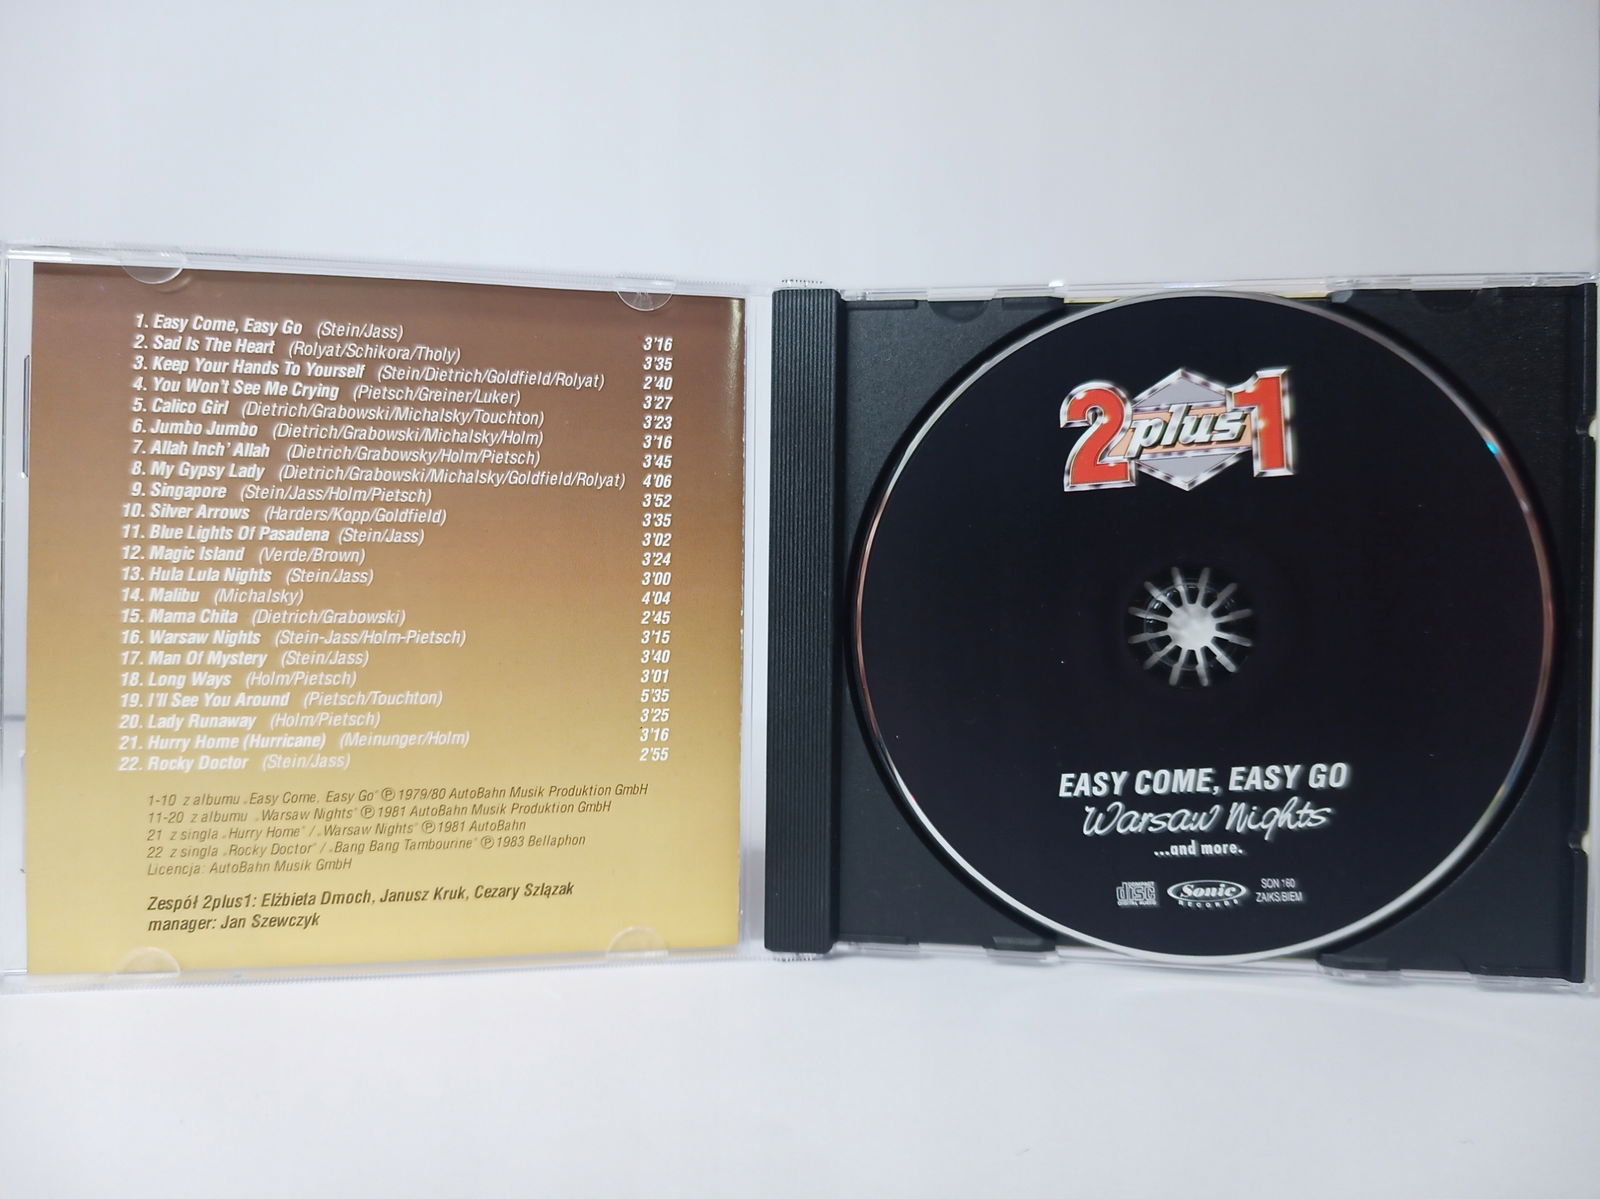 1. Easy Come, Easy Go (Stein/Jass) 3'16
2. Sad Is The Heart (Rolyat/Schikora/Tholy) 3'35
3. Keep Your Hands To Yourself (Stein/Dietrich/Goldfield/Rolyat) 2'40
4. You Won't See Me Crying (Pietsch/Greiner/Luker) 3'27
5. Calico Girl (Dietrich/Grabowski/Michalsky/Touchton) 3'23
6. Jumbo Jumbo (Dietrich/Grabowski/Michalsky/Holm) 3'16
7. Allah Inch' Allah (Dietrich/Grabowsky/Holm/Pietsch) 3'45
8. My Gypsy Lady (Dietrich/Grabowski/Michalsky/Goldfield/Rolyat) 4'06
9. Singapore (Stein/Jass/Holm/Pietsch) 3'52
10. Silver Arrows (Harders/Kopp/Goldfield) 3'35
11. Blue Lights Of Pasadena (Stein/Jass) 3'02
12. Magic Island (Verde/Brown) 3'24
13. Hula Lula Nights (Stein/Jass) 3'00
14. Malibu (Michalsky) 4'04
15. Mama Chita (Dietrich/Grabowski) 2'45
16. Warsaw Nights (Stein-Jass/Holm-Pietsch) 3'15
17. Man Of Mystery (Stein/Jass) 3'40
18. Long Ways (Holm/Pietsch) 3'01
19. I'll See You Around (Pietsch/Touchton) 5'35
20. Lady Runaway (Holm/Pietsch) 3'25
21. Hurry Home (Hurricane) (Meinunger/Holm) 3'16
22. Rocky Doctor (Stein/Jass) 2'55
1-10 z albumu „Easy Come, Easy Go" ℗ 1979/80 AutoBahn Musik Produktion GmbH
11-20 z albumu „Warsaw Nights" ℗ 1981 AutoBahn Musik Produktion GmbH
21 z singla „Hurry Home" / „Warsaw Nights" ℗ 1981 AutoBahn
22 z singla „Rocky Doctor" / „Bang Bang Tambourine" ℗ 1983 Bellaphon
Licencja: AutoBahn Musik GmbH
Zespół 2plus1: Elżbieta Dmoch, Janusz Kruk, Cezary Szlązak
manager: Jan Szewczyk
2 plus 1
EASY COME, EASY GO
Warsaw Nights
...and more.
COMPACT disc DIGITAL AUDIO
Sonic RECORDS
SON 160
ZAIKS/BIEM